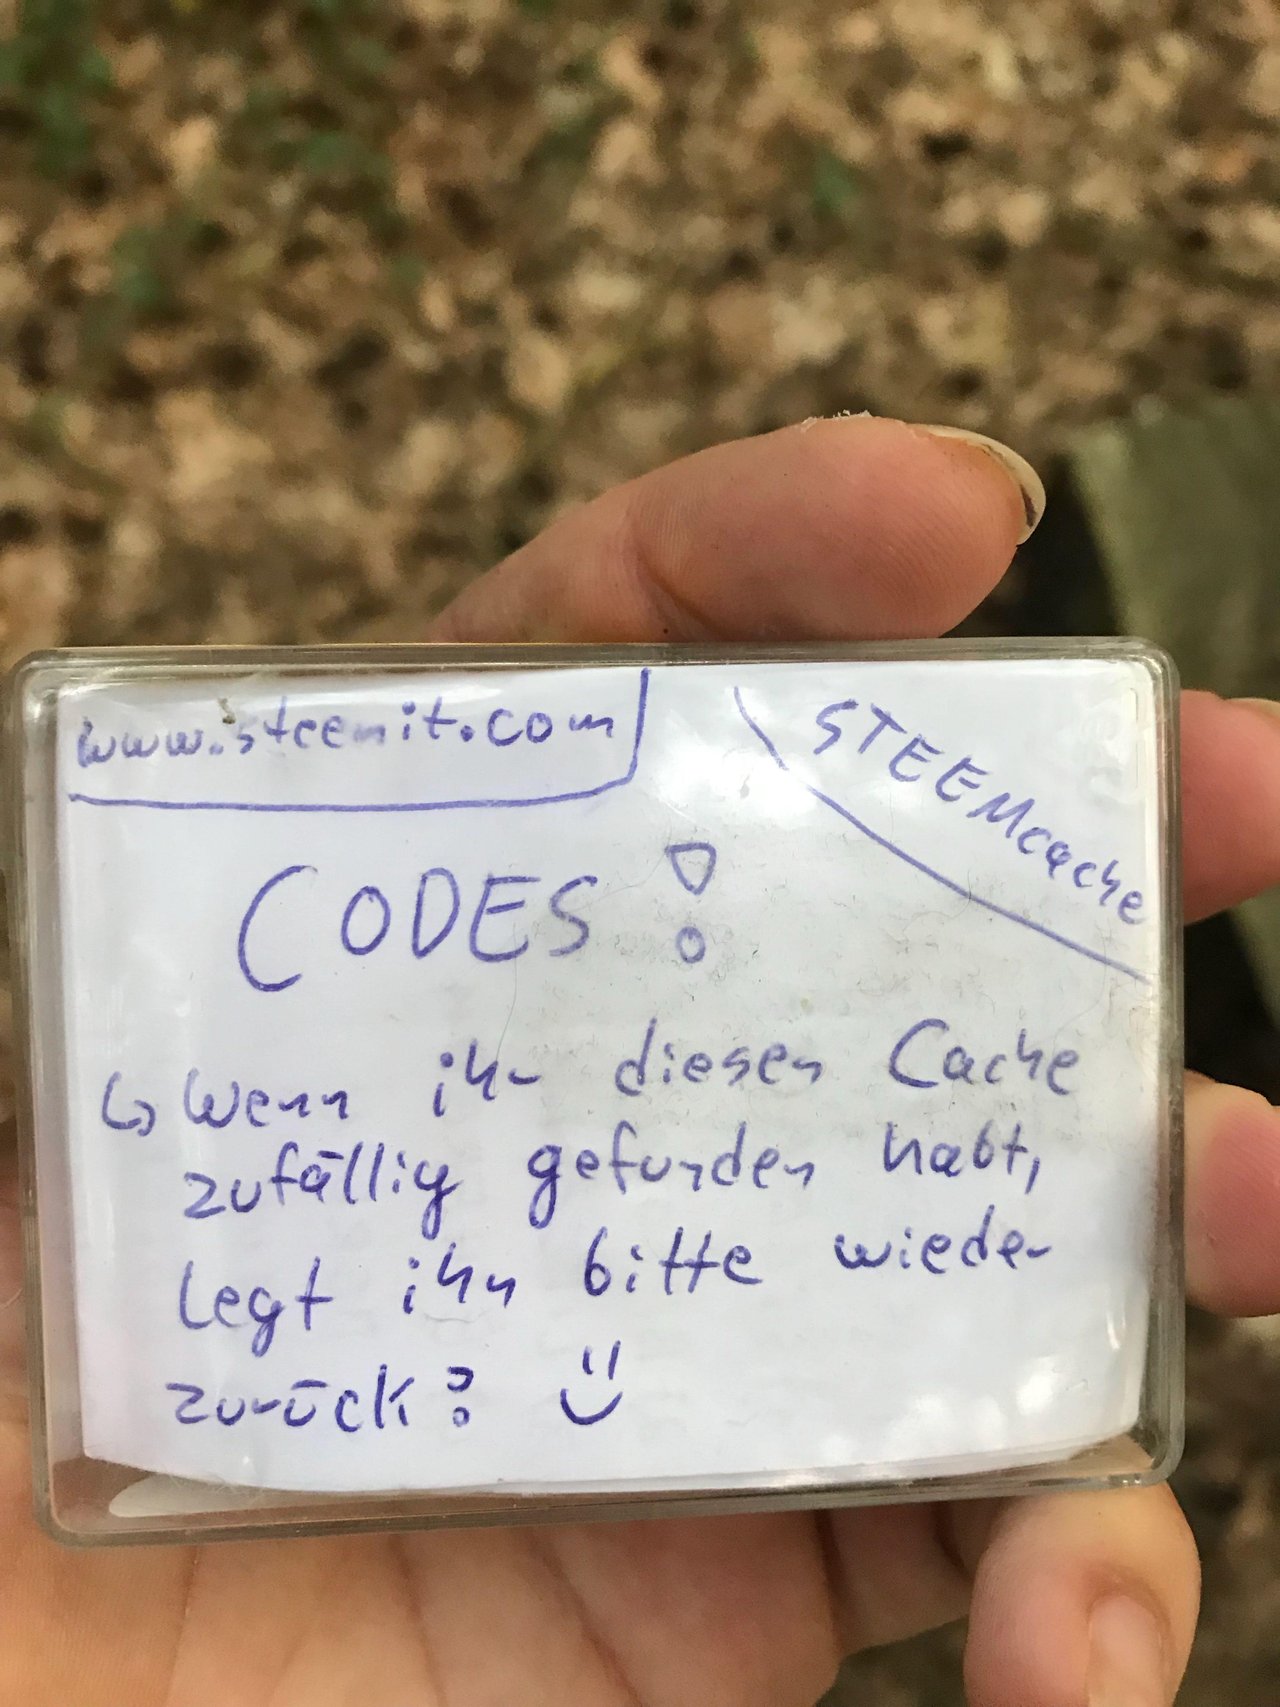 www.steemit.com
STEEMcache
CODES!
↳ Wenn ihr diesen Cache
zufällig gefunden habt,
legt ihn bitte wieder
zurück! :)